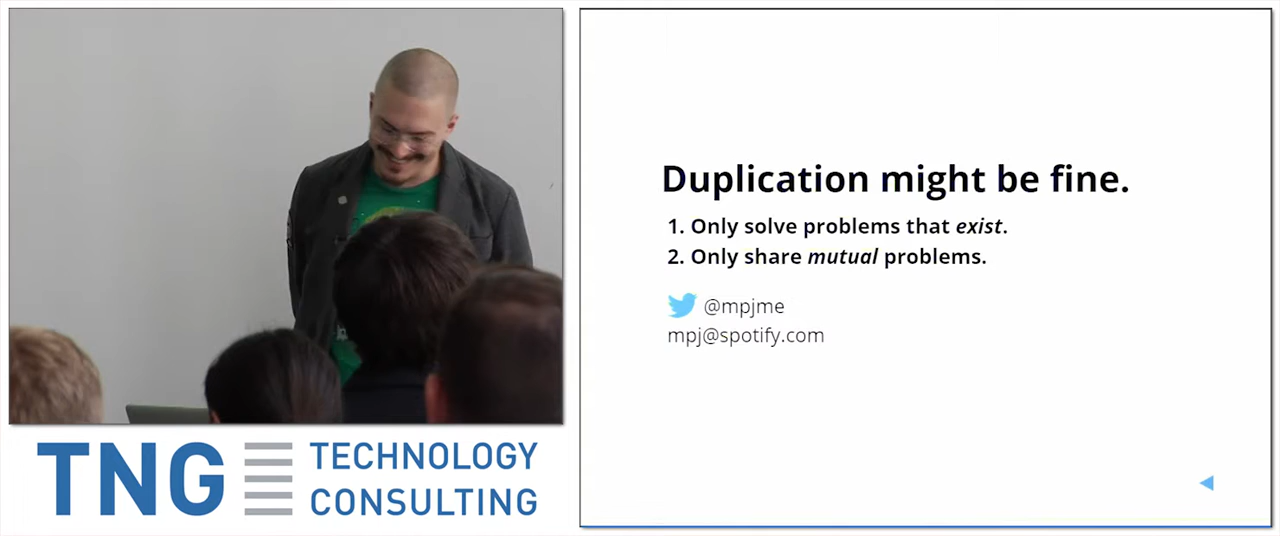 TNG TECHNOLOGY
CONSULTING
Duplication might be fine.
1. Only solve problems that exist.
2. Only share mutual problems.
@mpjme
mpj@spotify.com